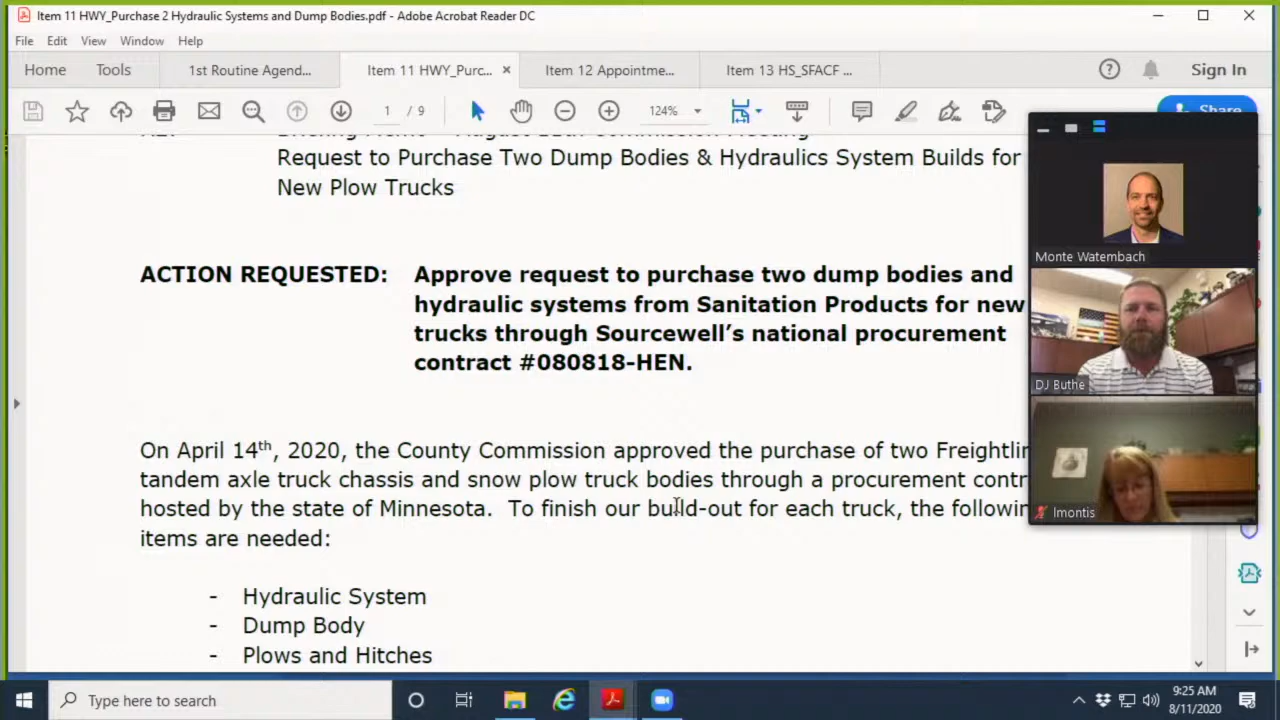 Item 11 HWY_Purchase 2 Hydraulic Systems and Dump Bodies.pdf - Adobe Acrobat Reader DC
File Edit View Window Help
Home Tools 1st Routine Agend... Item 11 HWY_Purc... Item 12 Appointme... Item 13 HS_SFACF ... Sign In
1 / 9 124% Share
Request to Purchase Two Dump Bodies & Hydraulics System Builds for
New Plow Trucks
ACTION REQUESTED: Approve request to purchase two dump bodies and
hydraulic systems from Sanitation Products for new
trucks through Sourcewell’s national procurement
contract #080818-HEN.
On April 14th, 2020, the County Commission approved the purchase of two Freightlin
tandem axle truck chassis and snow plow truck bodies through a procurement contr
hosted by the state of Minnesota. To finish our build-out for each truck, the followin
items are needed:
- Hydraulic System
- Dump Body
- Plows and Hitches
Monte Watembach
DJ Buthe
lmontis
Type here to search
9:25 AM
8/11/2020